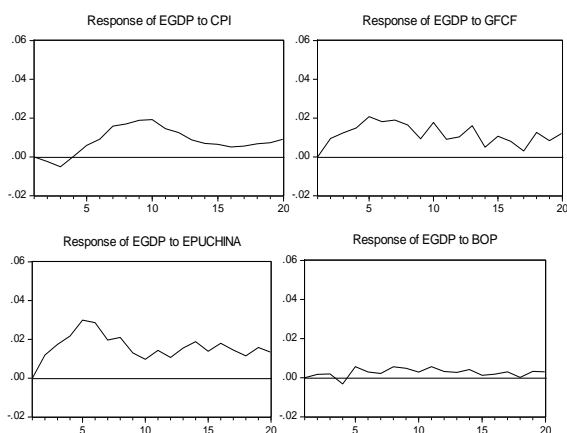 Response of EGDP to CPI
.06
.04
.02
.00
-.02
5 10 15 20
Response of EGDP to GFCF
.06
.04
.02
.00
-.02
5 10 15 20
Response of EGDP to EPUCHINA
.06
.04
.02
.00
-.02
5 10 15 20
Response of EGDP to BOP
.06
.04
.02
.00
-.02
5 10 15 20